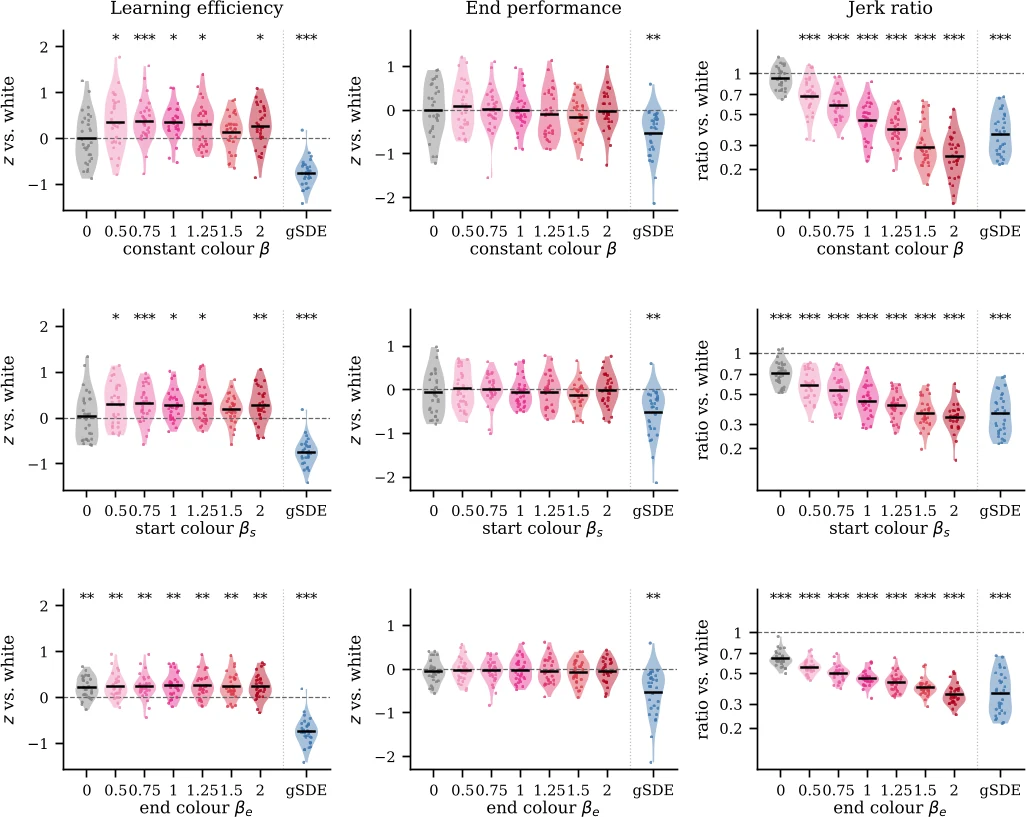 Learning efficiency
End performance
Jerk ratio
* *** * * * ***
**
*** *** *** *** *** *** ***
z vs. white
2
1
0
−1
z vs. white
1
0
−1
−2
ratio vs. white
1
0.7
0.5
0.3
0.2
0 0.5 0.75 1 1.25 1.5 2 gSDE
constant colour β
0 0.5 0.75 1 1.25 1.5 2 gSDE
constant colour β
0 0.5 0.75 1 1.25 1.5 2 gSDE
constant colour β
* *** * * ** ***
**
*** *** *** *** *** *** *** ***
z vs. white
2
1
0
−1
z vs. white
1
0
−1
−2
ratio vs. white
1
0.7
0.5
0.3
0.2
0 0.5 0.75 1 1.25 1.5 2 gSDE
start colour βs
0 0.5 0.75 1 1.25 1.5 2 gSDE
start colour βs
0 0.5 0.75 1 1.25 1.5 2 gSDE
start colour βs
** ** ** ** ** ** ** ***
**
*** *** *** *** *** *** *** ***
z vs. white
2
1
0
−1
z vs. white
1
0
−1
−2
ratio vs. white
1
0.7
0.5
0.3
0.2
0 0.5 0.75 1 1.25 1.5 2 gSDE
end colour βe
0 0.5 0.75 1 1.25 1.5 2 gSDE
end colour βe
0 0.5 0.75 1 1.25 1.5 2 gSDE
end colour βe